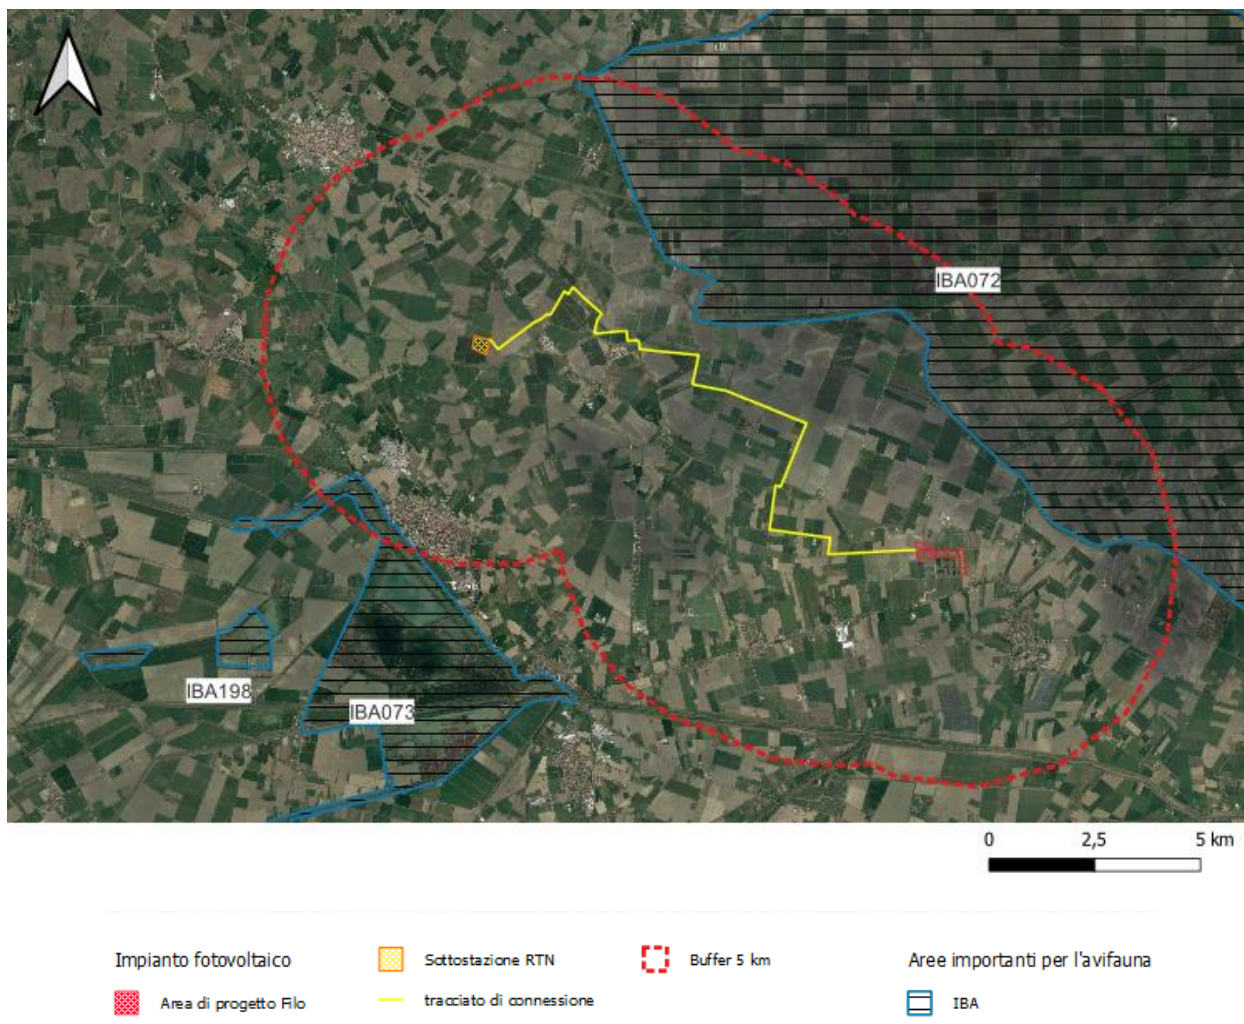 IBA072
IBA198
IBA073
0 2,5 5 km
Impianto fotovoltaico
Area di progetto Filo
Sottostazione RTN
tracciato di connessione
Buffer 5 km
Aree importanti per l'avifauna
IBA